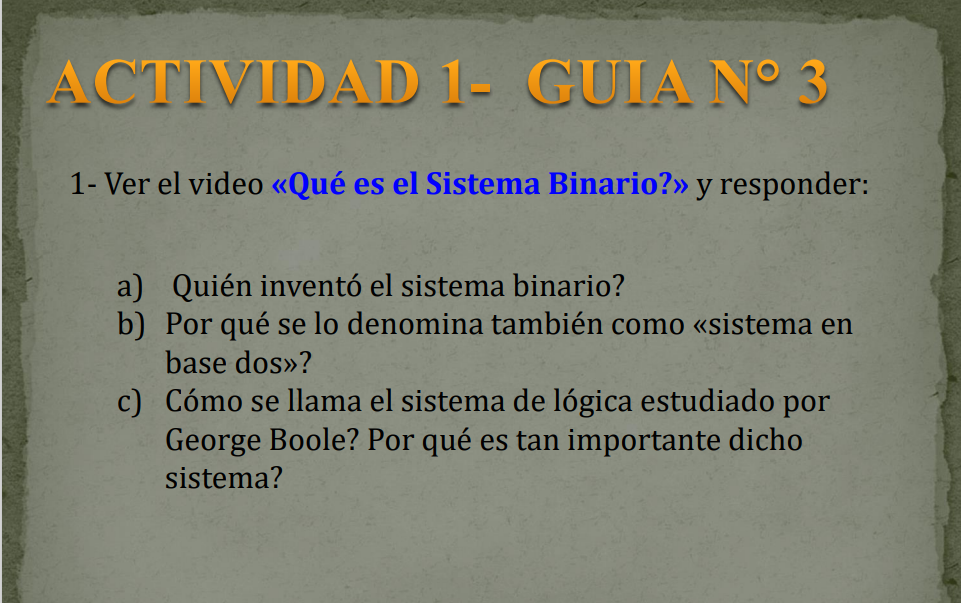 ACTIVIDAD 1- GUIA N° 3
1- Ver el video «Qué es el Sistema Binario?» y responder:
a) Quién inventó el sistema binario?
b) Por qué se lo denomina también como «sistema en
base dos»?
c) Cómo se llama el sistema de lógica estudiado por
George Boole? Por qué es tan importante dicho
sistema?